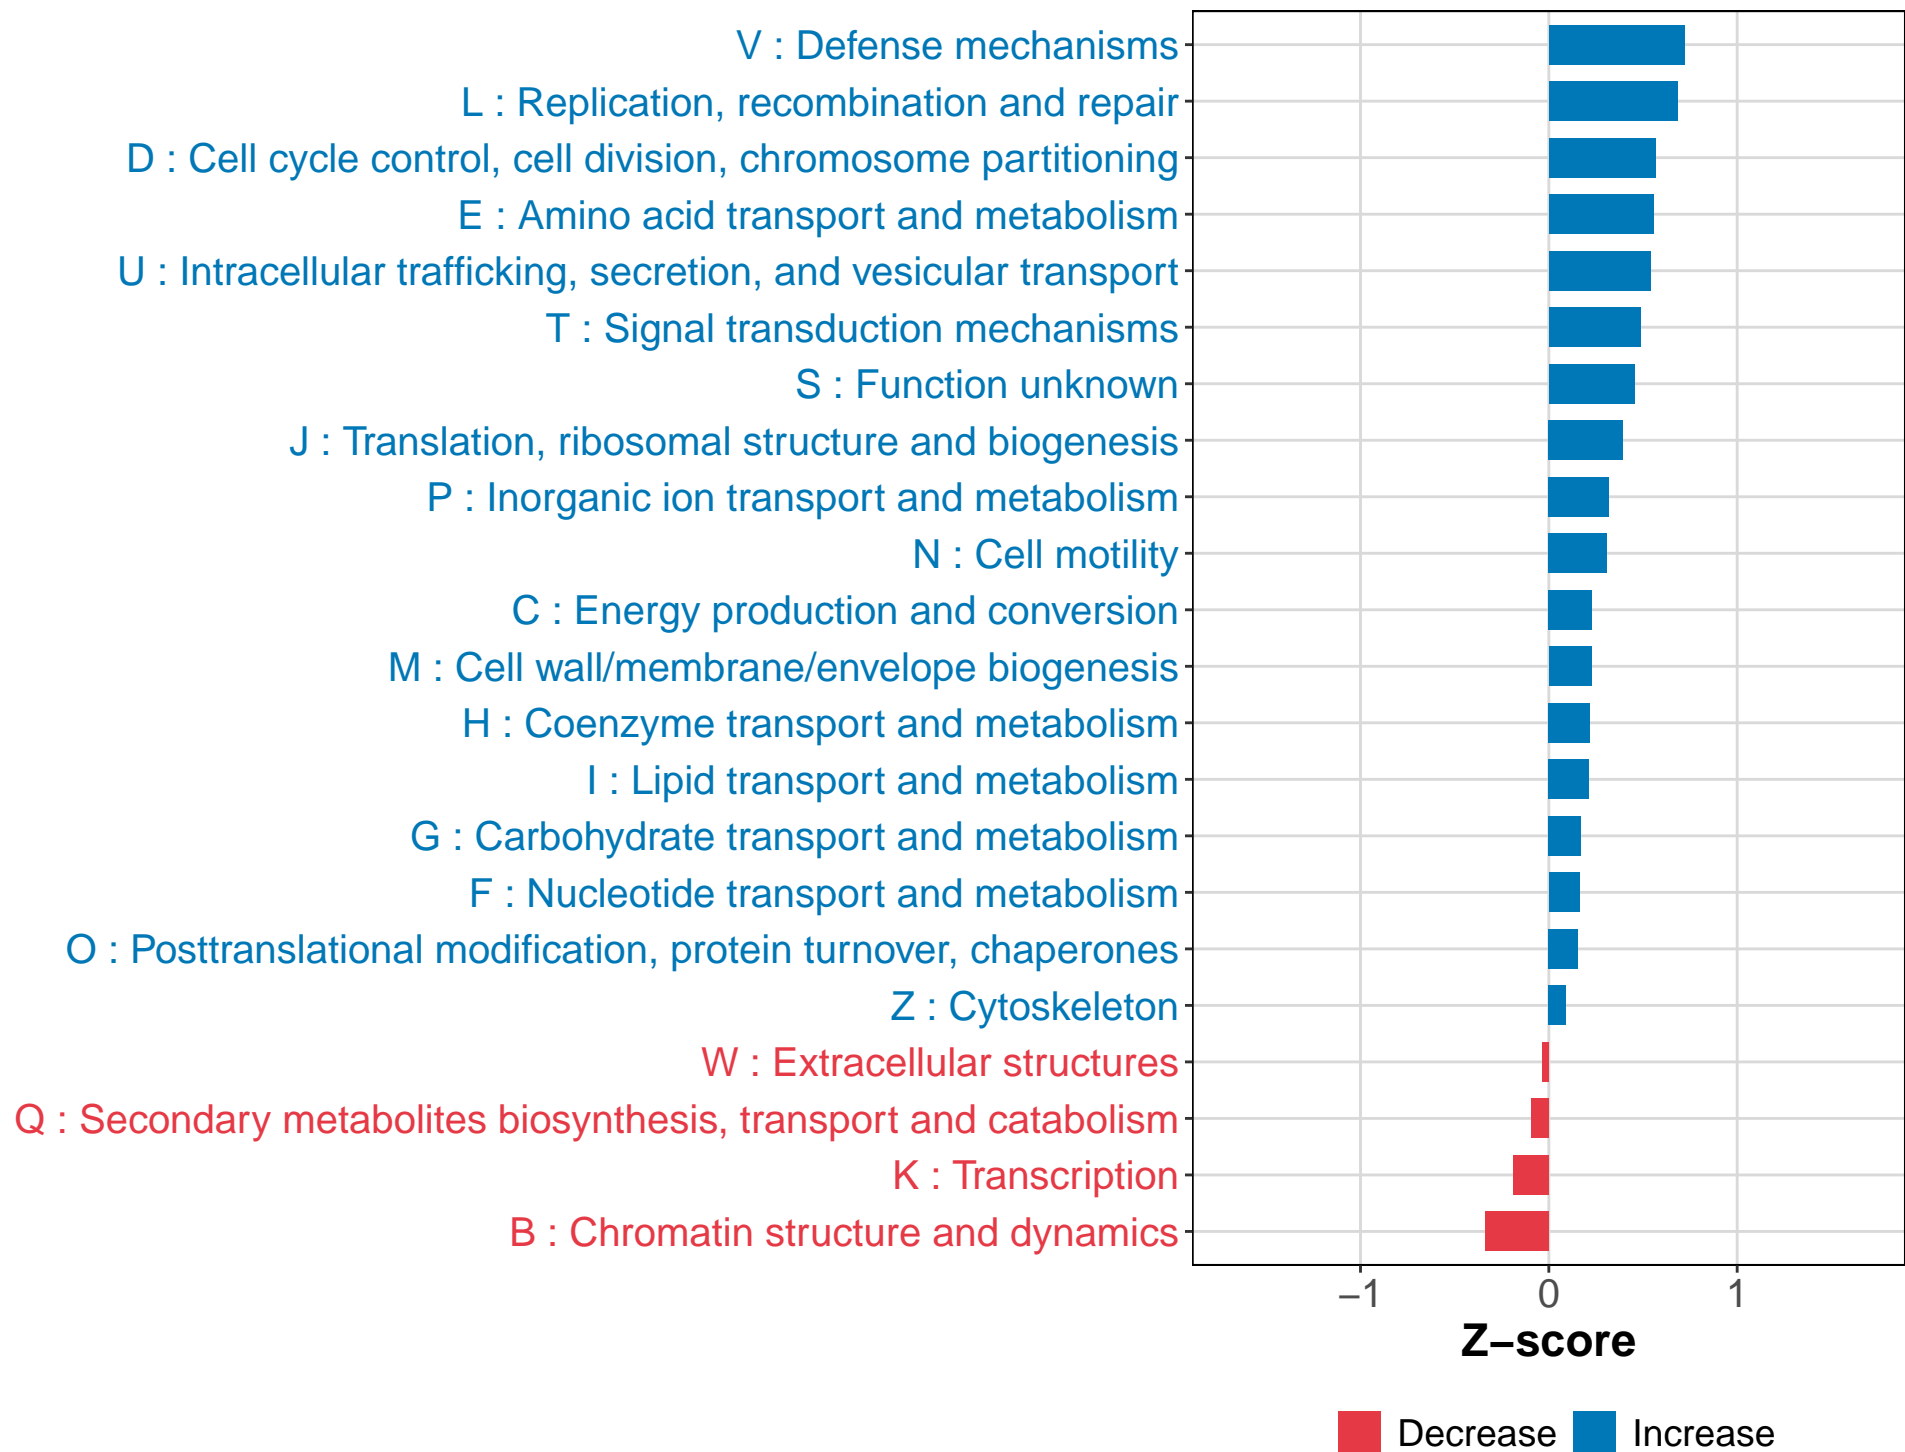 V : Defense mechanisms
L : Replication, recombination and repair
D : Cell cycle control, cell division, chromosome partitioning
E : Amino acid transport and metabolism
U : Intracellular trafficking, secretion, and vesicular transport
T : Signal transduction mechanisms
S : Function unknown
J : Translation, ribosomal structure and biogenesis
P : Inorganic ion transport and metabolism
N : Cell motility
C : Energy production and conversion
M : Cell wall/membrane/envelope biogenesis
H : Coenzyme transport and metabolism
I : Lipid transport and metabolism
G : Carbohydrate transport and metabolism
F : Nucleotide transport and metabolism
O : Posttranslational modification, protein turnover, chaperones
Z : Cytoskeleton
W : Extracellular structures
Q : Secondary metabolites biosynthesis, transport and catabolism
K : Transcription
B : Chromatin structure and dynamics
−1 0 1
Z−score
Decrease Increase